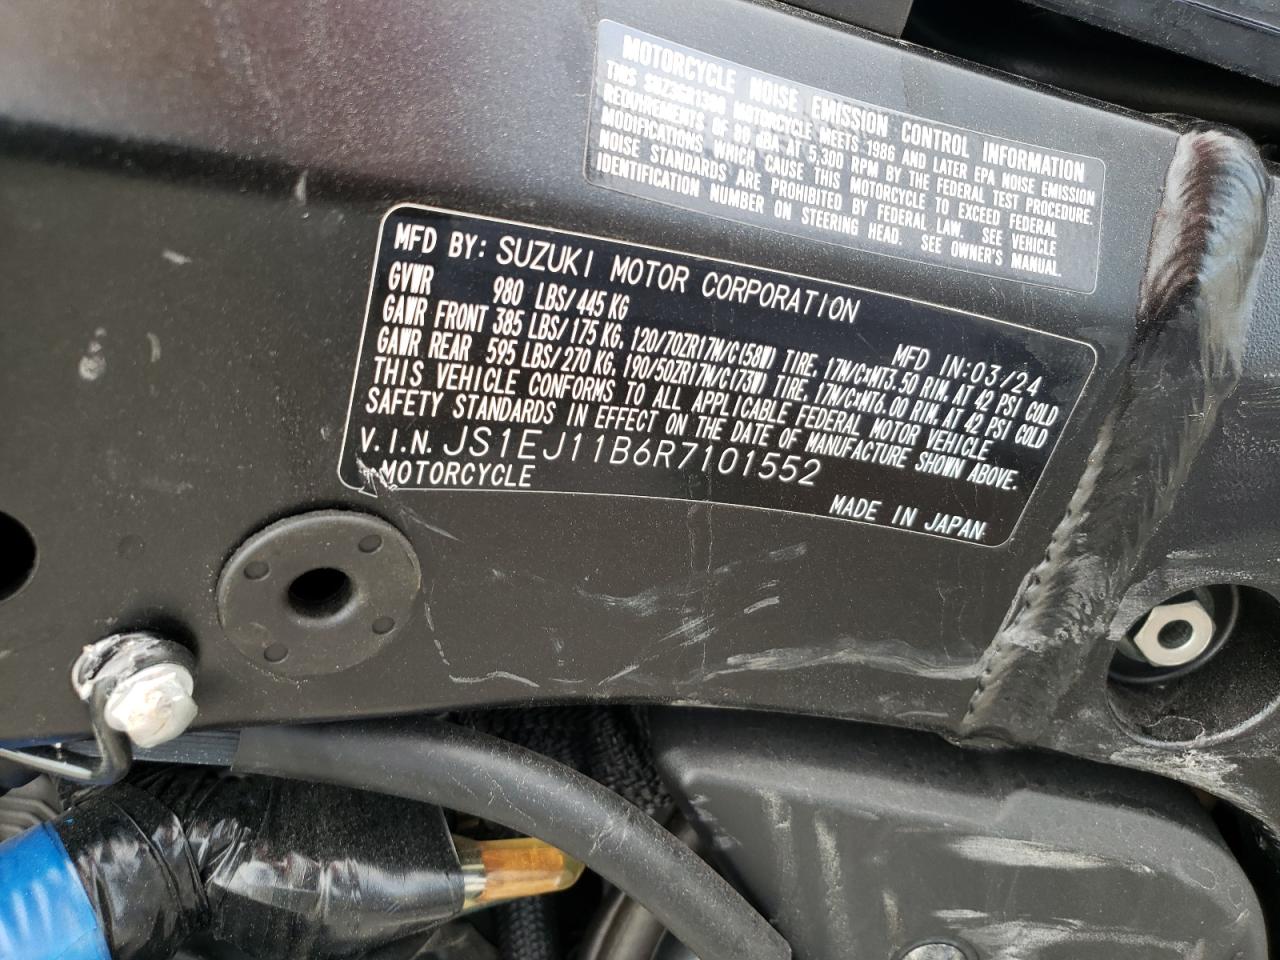 MOTORCYCLE NOISE EMISSION CONTROL INFORMATION
THIS SUZ3GR1300 MOTORCYCLE MEETS 1986 AND LATER EPA NOISE EMISSION
REQUIREMENTS OF 80 dBA AT 5,300 RPM BY THE FEDERAL TEST PROCEDURE.
MODIFICATIONS WHICH CAUSE THIS MOTORCYCLE TO EXCEED FEDERAL
NOISE STANDARDS ARE PROHIBITED BY FEDERAL LAW. SEE VEHICLE
IDENTIFICATION NUMBER ON STEERING HEAD. SEE OWNER'S MANUAL.
MFD BY: SUZUKI MOTOR CORPORATION
GVWR 980 LBS/445 KG MFD IN:03/24
GAWR FRONT 385 LBS/175 KG, 120/70ZR17M/C(58W) TIRE, 17M/CxMT3.50 RIM, AT 42 PSI COLD
GAWR REAR 595 LBS/270 KG, 190/50ZR17M/C(73W) TIRE, 17M/CxMT6.00 RIM, AT 42 PSI COLD
THIS VEHICLE CONFORMS TO ALL APPLICABLE FEDERAL MOTOR VEHICLE
SAFETY STANDARDS IN EFFECT ON THE DATE OF MANUFACTURE SHOWN ABOVE.
V.I.N. JS1EJ11B6R7101552
MOTORCYCLE
MADE IN JAPAN